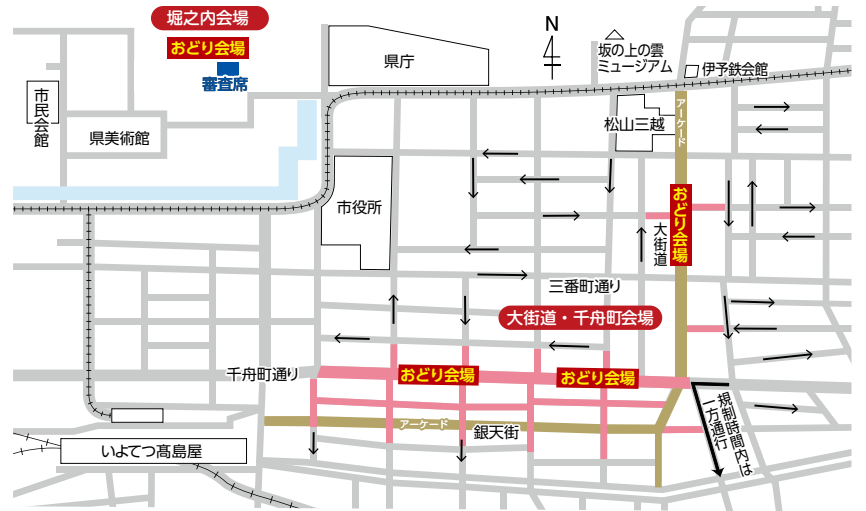 堀之内会場
おどり会場
審査席
市民会館
県美術館
県庁
N
坂の上の雲
ミュージアム
伊予鉄会館
松山三越
アーケード
市役所
おどり会場
大街道
三番町通り
大街道・千舟町会場
千舟町通り
おどり会場
おどり会場
アーケード
銀天街
規制時間内は
一方通行
いよてつ髙島屋